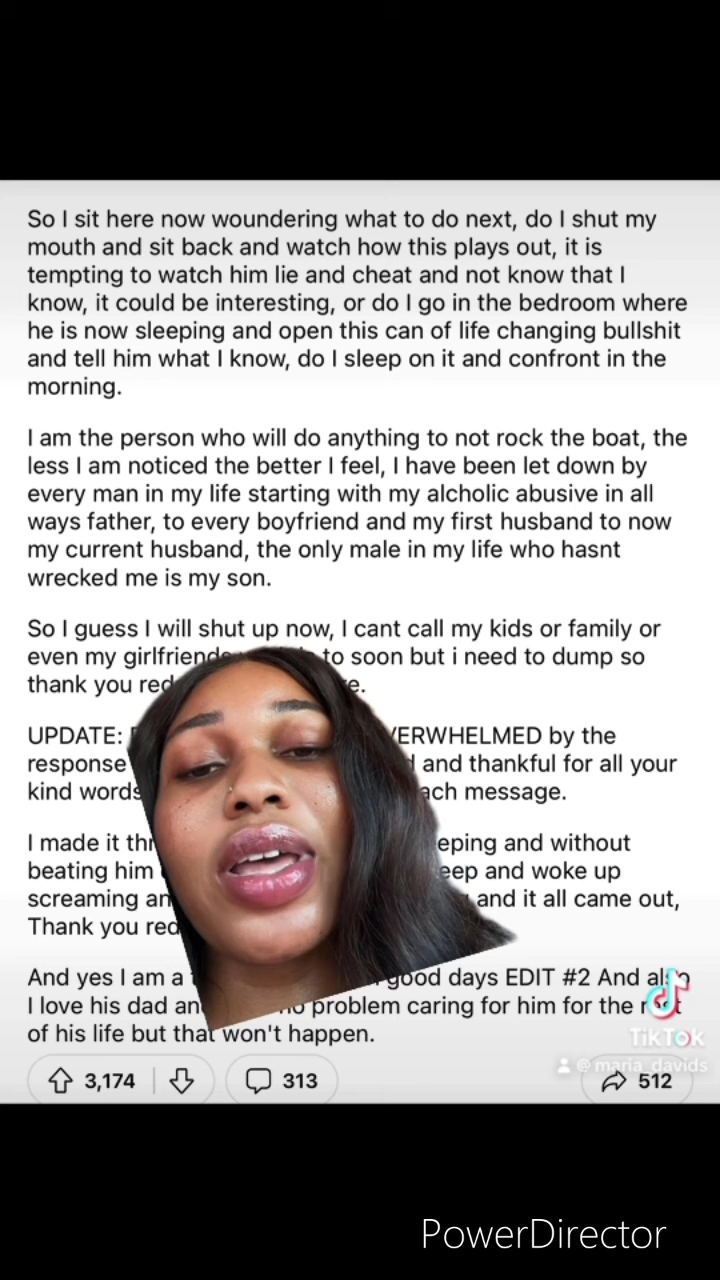 So I sit here now woundering what to do next, do I shut my
mouth and sit back and watch how this plays out, it is
tempting to watch him lie and cheat and not know that I
know, it could be interesting, or do I go in the bedroom where
he is now sleeping and open this can of life changing bullshit
and tell him what I know, do I sleep on it and confront in the
morning.
I am the person who will do anything to not rock the boat, the
less I am noticed the better I feel, I have been let down by
every man in my life starting with my alcholic abusive in all
ways father, to every boyfriend and my first husband to now
my current husband, the only male in my life who hasnt
wrecked me is my son.
So I guess I will shut up now, I cant call my kids or family or
even my girlfriends to soon but i need to dump so
thank you
UPDATE: by the
response and thankful for all your
kind words message.
I made it and without
beating him and woke up
screaming and it all came out,
Thank you
And yes I am a good days EDIT #2 And also
I love his dad problem caring for him for the rest
of his life but that won't happen.
3,174 313 512
TikTok
@maria_davids
PowerDirector